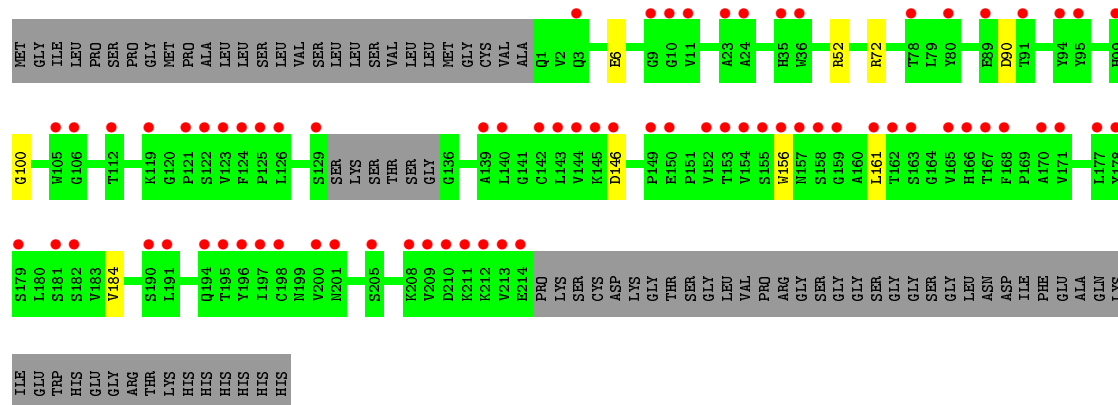 MET GLY ILE LEU PRO SER PRO GLY MET PRO ALA LEU LEU SER LEU VAL SER LEU LEU SER VAL LEU LEU MET GLY CYS VAL ALA Q1 V2 Q3 E6 G9 G10 V11 A23 A24 H35 W36 R52 R72 T78 L79 Y80 E89 D90 T91 Y94 Y95 H99
G100 W105 G106 T112 K119 G120 P121 S122 V123 F124 P125 L126 S129 SER LYS SER THR SER GLY G136 A139 L140 G141 C142 L143 V144 K145 D146 P149 E150 P151 V152 T153 V154 S155 W156 N157 S158 G159 A160 L161 T162 S163 G164 V165 H166 T167 F168 P169 A170 V171 L177 Y178
S179 L180 S181 S182 V183 V184 S190 L191 Q194 T195 Y196 I197 C198 N199 V200 N201 S205 K208 V209 D210 K211 K212 V213 E214 PRO LYS SER CYS ASP LYS GLY THR SER GLY LEU VAL PRO ARG GLY SER GLY GLY SER GLY GLY SER GLY LEU ASN ASP ILE PHE GLU ALA GLN LYS
ILE GLU TRP HIS GLU GLY ARG THR LYS HIS HIS HIS HIS HIS HIS HIS